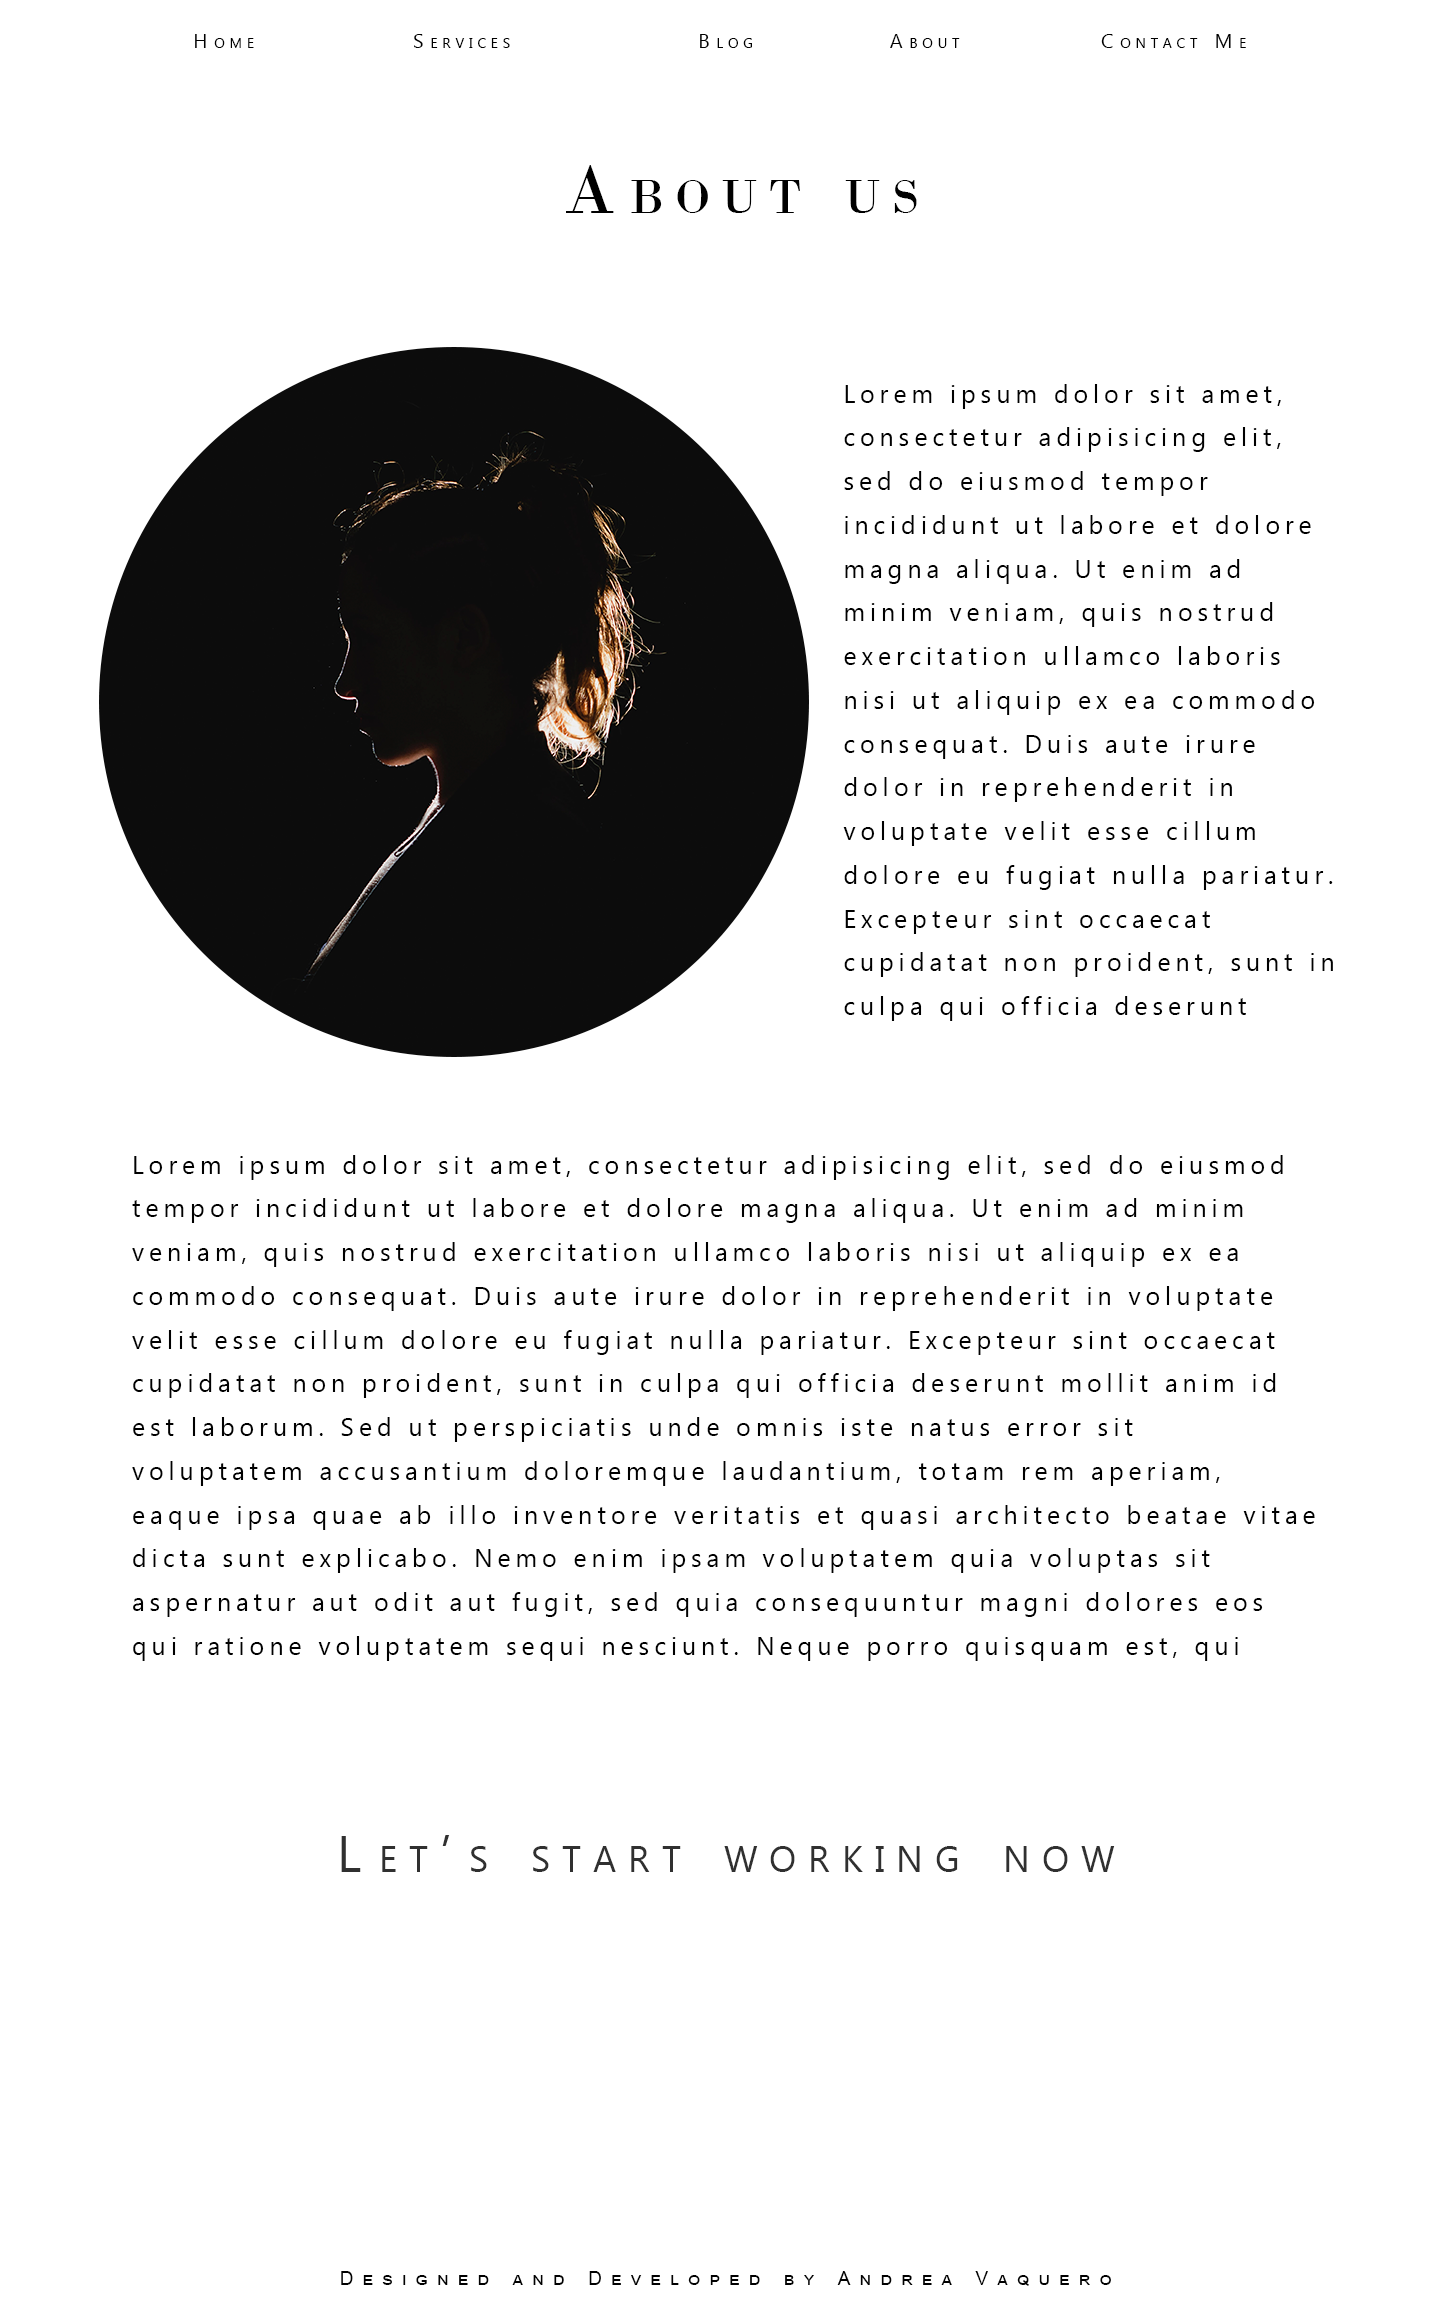 Home Services Blog About Contact Me
About us
Lorem ipsum dolor sit amet,
consectetur adipisicing elit,
sed do eiusmod tempor
incididunt ut labore et dolore
magna aliqua. Ut enim ad
minim veniam, quis nostrud
exercitation ullamco laboris
nisi ut aliquip ex ea commodo
consequat. Duis aute irure
dolor in reprehenderit in
voluptate velit esse cillum
dolore eu fugiat nulla pariatur.
Excepteur sint occaecat
cupidatat non proident, sunt in
culpa qui officia deserunt
Lorem ipsum dolor sit amet, consectetur adipisicing elit, sed do eiusmod
tempor incididunt ut labore et dolore magna aliqua. Ut enim ad minim
veniam, quis nostrud exercitation ullamco laboris nisi ut aliquip ex ea
commodo consequat. Duis aute irure dolor in reprehenderit in voluptate
velit esse cillum dolore eu fugiat nulla pariatur. Excepteur sint occaecat
cupidatat non proident, sunt in culpa qui officia deserunt mollit anim id
est laborum. Sed ut perspiciatis unde omnis iste natus error sit
voluptatem accusantium doloremque laudantium, totam rem aperiam,
eaque ipsa quae ab illo inventore veritatis et quasi architecto beatae vitae
dicta sunt explicabo. Nemo enim ipsam voluptatem quia voluptas sit
aspernatur aut odit aut fugit, sed quia consequuntur magni dolores eos
qui ratione voluptatem sequi nesciunt. Neque porro quisquam est, qui
Let’s start working now
Designed and Developed by Andrea Vaquero